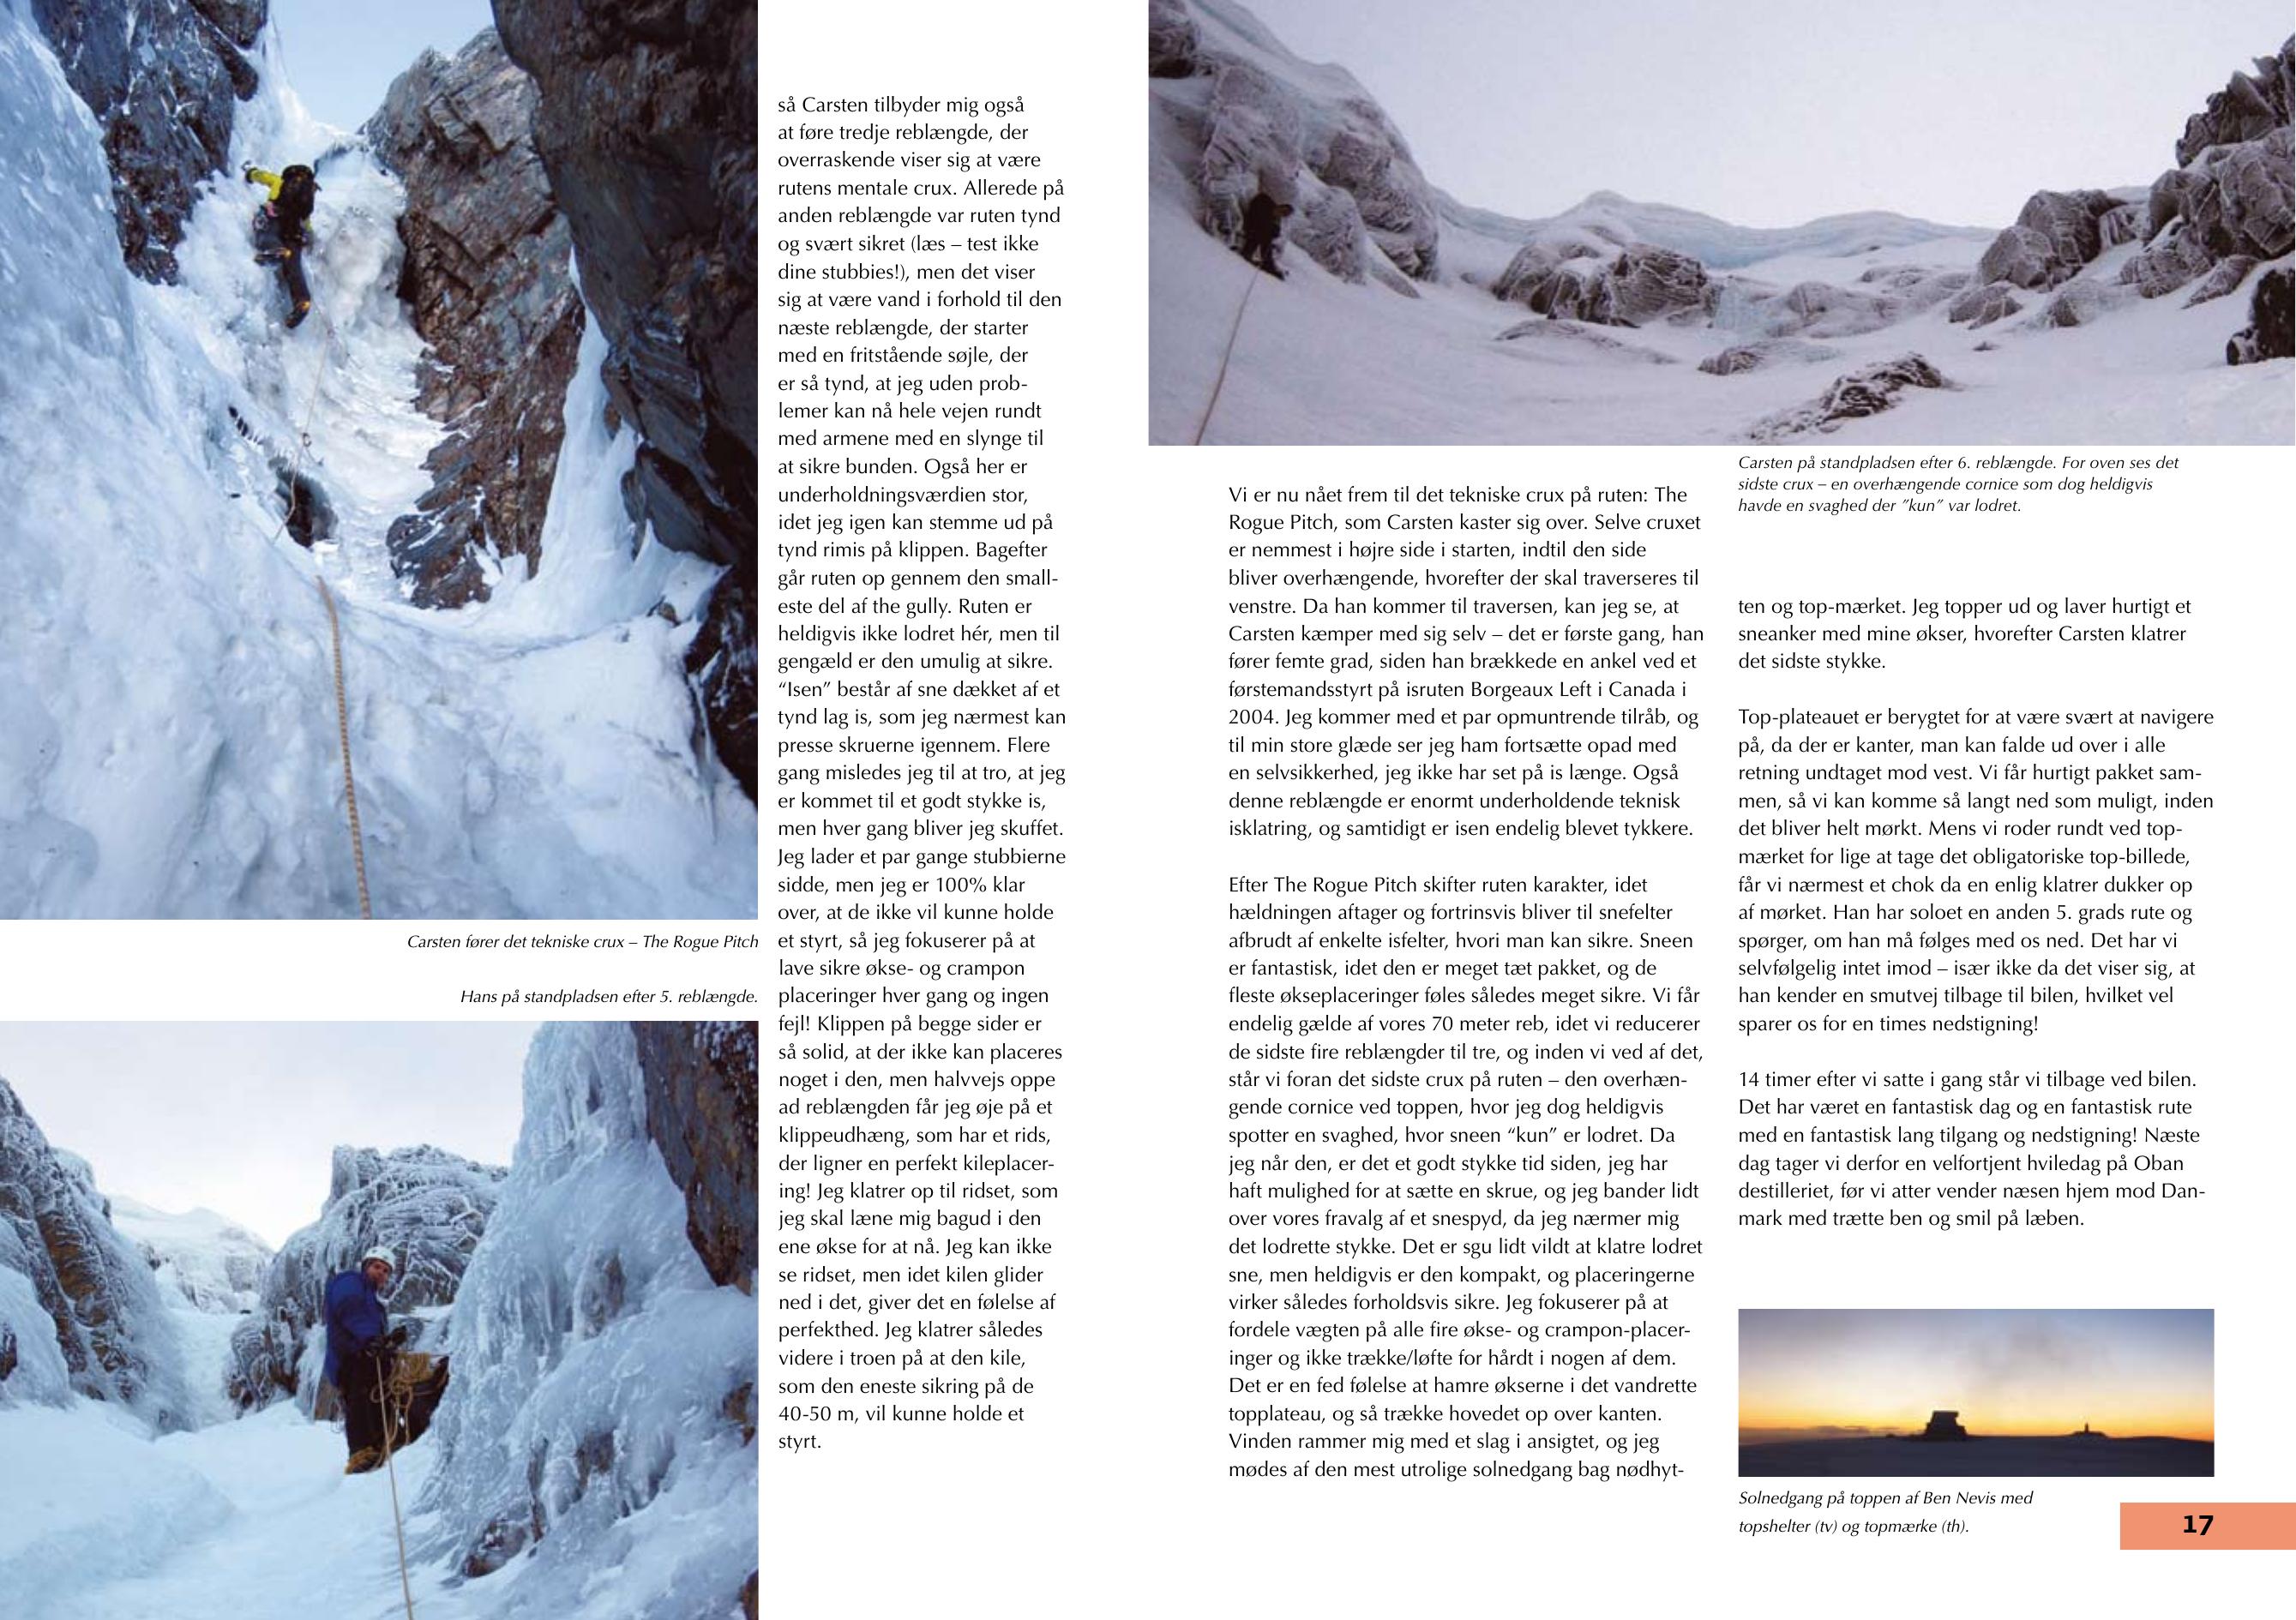 så Carsten tilbyder mig også
at føre tredje reblængde, der
overraskende viser sig at være
rutens mentale crux. Allerede på
anden reblængde var ruten tynd
og svært sikret (læs – test ikke
dine stubbies!), men det viser
sig at være vand i forhold til den
næste reblængde, der starter
med en fritstående søjle, der
er så tynd, at jeg uden prob-
lemer kan nå hele vejen rundt
med armene med en slynge til
at sikre bunden. Også her er
underholdningsværdien stor,
idet jeg igen kan stemme ud på
tynd rimis på klippen. Bagefter
går ruten op gennem den small-
este del af the gully. Ruten er
heldigvis ikke lodret hér, men til
gengæld er den umulig at sikre.
“Isen” består af sne dækket af et
tynd lag is, som jeg nærmest kan
presse skruerne igennem. Flere
gang misledes jeg til at tro, at jeg
er kommet til et godt stykke is,
men hver gang bliver jeg skuffet.
Jeg lader et par gange stubbierne
sidde, men jeg er 100% klar
over, at de ikke vil kunne holde
et styrt, så jeg fokuserer på at
lave sikre økse- og crampon
placeringer hver gang og ingen
fejl! Klippen på begge sider er
så solid, at der ikke kan placeres
noget i den, men halvvejs oppe
ad reblængden får jeg øje på et
klippeudhæng, som har et rids,
der ligner en perfekt kileplacer-
ing! Jeg klatrer op til ridset, som
jeg skal læne mig bagud i den
ene økse for at nå. Jeg kan ikke
se ridset, men idet kilen glider
ned i det, giver det en følelse af
perfekthed. Jeg klatrer således
videre i troen på at den kile,
som den eneste sikring på de
40-50 m, vil kunne holde et
styrt.
Carsten fører det tekniske crux – The Rogue Pitch
Hans på standpladsen efter 5. reblængde.
Vi er nu nået frem til det tekniske crux på ruten: The
Rogue Pitch, som Carsten kaster sig over. Selve cruxet
er nemmest i højre side i starten, indtil den side
bliver overhængende, hvorefter der skal traverseres til
venstre. Da han kommer til traversen, kan jeg se, at
Carsten kæmper med sig selv – det er første gang, han
fører femte grad, siden han brækkede en ankel ved et
førstemandsstyrt på isruten Borgeaux Left i Canada i
2004. Jeg kommer med et par opmuntrende tilråb, og
til min store glæde ser jeg ham fortsætte opad med
en selvsikkerhed, jeg ikke har set på is længe. Også
denne reblængde er enormt underholdende teknisk
isklatring, og samtidigt er isen endelig blevet tykkere.
Efter The Rogue Pitch skifter ruten karakter, idet
hældningen aftager og fortrinsvis bliver til snefelter
afbrudt af enkelte isfelter, hvori man kan sikre. Sneen
er fantastisk, idet den er meget tæt pakket, og de
fleste økseplaceringer føles således meget sikre. Vi får
endelig gælde af vores 70 meter reb, idet vi reducerer
de sidste fire reblængder til tre, og inden vi ved af det,
står vi foran det sidste crux på ruten – den overhæn-
gende cornice ved toppen, hvor jeg dog heldigvis
spotter en svaghed, hvor sneen “kun” er lodret. Da
jeg når den, er det et godt stykke tid siden, jeg har
haft mulighed for at sætte en skrue, og jeg bander lidt
over vores fravalg af et snespyd, da jeg nærmer mig
det lodrette stykke. Det er sgu lidt vildt at klatre lodret
sne, men heldigvis er den kompakt, og placeringerne
virker således forholdsvis sikre. Jeg fokuserer på at
fordele vægten på alle fire økse- og crampon-placer-
inger og ikke trække/løfte for hårdt i nogen af dem.
Det er en fed følelse at hamre økserne i det vandrette
topplateau, og så trække hovedet op over kanten.
Vinden rammer mig med et slag i ansigtet, og jeg
mødes af den mest utrolige solnedgang bag nødhyt-
Carsten på standpladsen efter 6. reblængde. For oven ses det
sidste crux – en overhængende cornice som dog heldigvis
havde en svaghed der ”kun” var lodret.
ten og top-mærket. Jeg topper ud og laver hurtigt et
sneanker med mine økser, hvorefter Carsten klatrer
det sidste stykke.
Top-plateauet er berygtet for at være svært at navigere
på, da der er kanter, man kan falde ud over i alle
retning undtaget mod vest. Vi får hurtigt pakket sam-
men, så vi kan komme så langt ned som muligt, inden
det bliver helt mørkt. Mens vi roder rundt ved top-
mærket for lige at tage det obligatoriske top-billede,
får vi nærmest et chok da en enlig klatrer dukker op
af mørket. Han har soloet en anden 5. grads rute og
spørger, om han må følges med os ned. Det har vi
selvfølgelig intet imod – især ikke da det viser sig, at
han kender en smutvej tilbage til bilen, hvilket vel
sparer os for en times nedstigning!
14 timer efter vi satte i gang står vi tilbage ved bilen.
Det har været en fantastisk dag og en fantastisk rute
med en fantastisk lang tilgang og nedstigning! Næste
dag tager vi derfor en velfortjent hviledag på Oban
destilleriet, før vi atter vender næsen hjem mod Dan-
mark med trætte ben og smil på læben.
Solnedgang på toppen af Ben Nevis med
topshelter (tv) og topmærke (th).
17